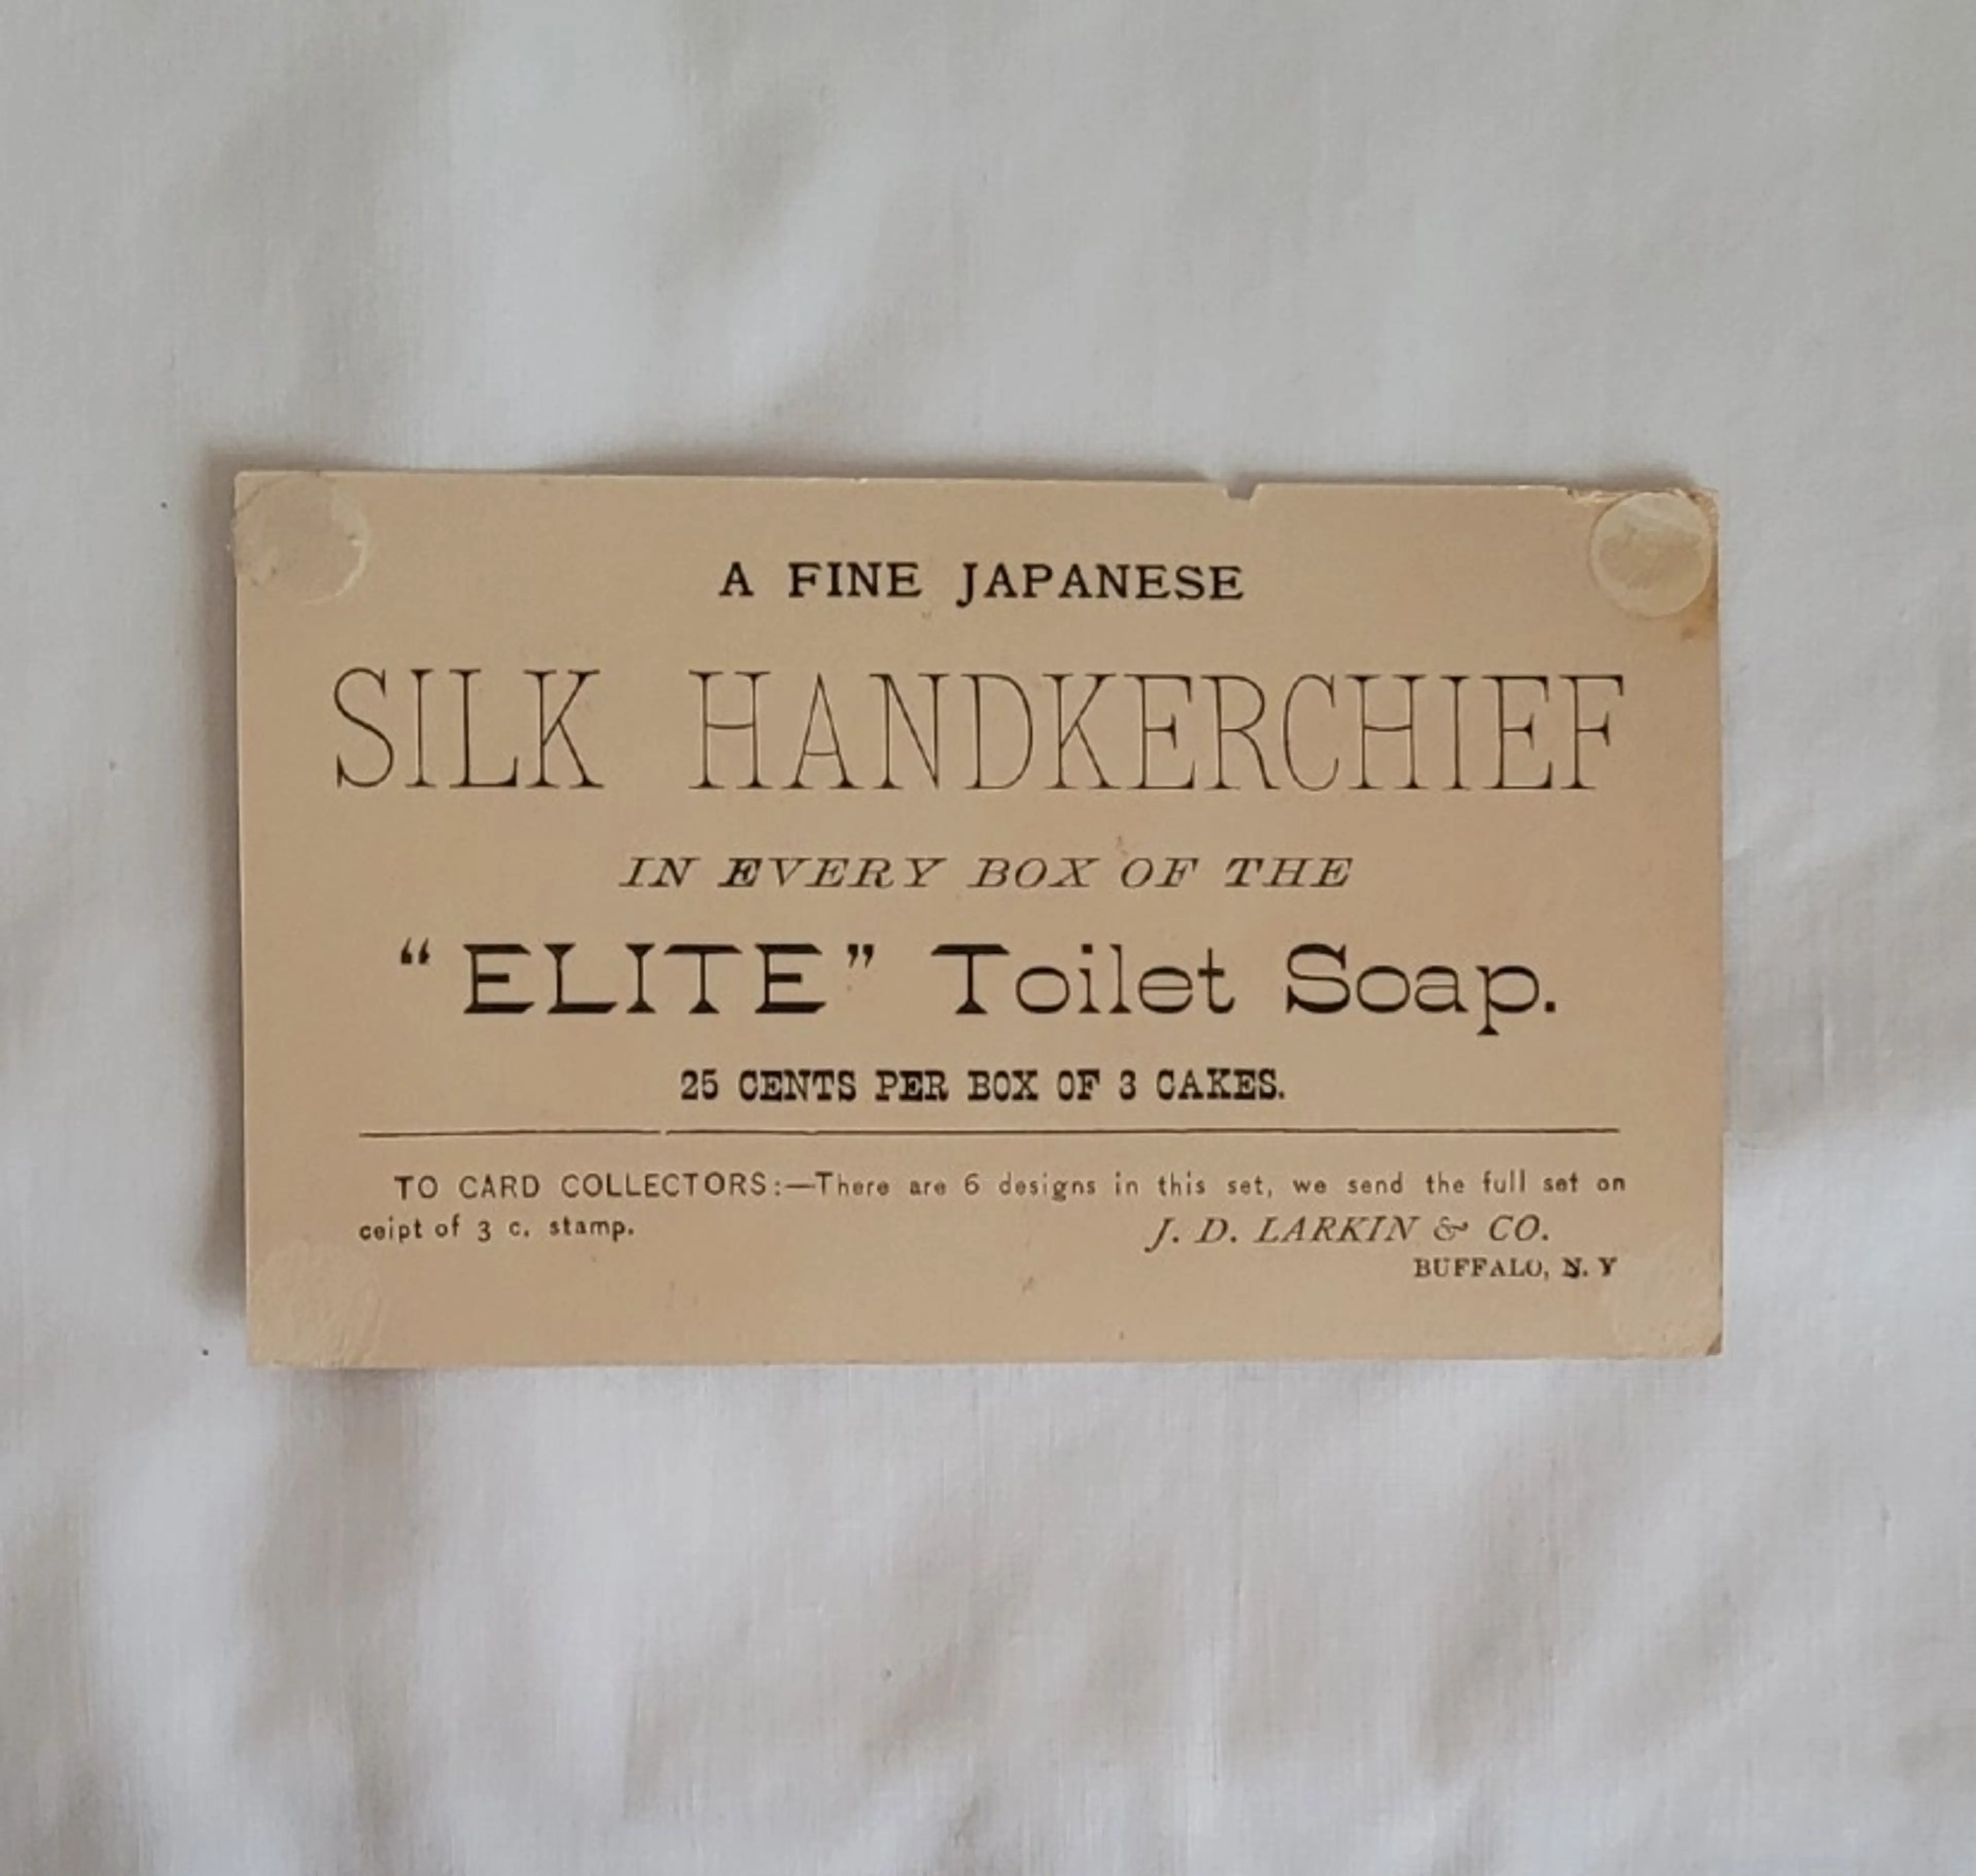 A FINE JAPANESE
SILK HANDKERCHIEF
IN EVERY BOX OF THE
“ELITE” Toilet Soap.
25 CENTS PER BOX OF 3 CAKES.
TO CARD COLLECTORS:—There are 6 designs in this set, we send the full set on
ceipt of 3 c. stamp. J. D. LARKIN & CO.
BUFFALO, N. Y